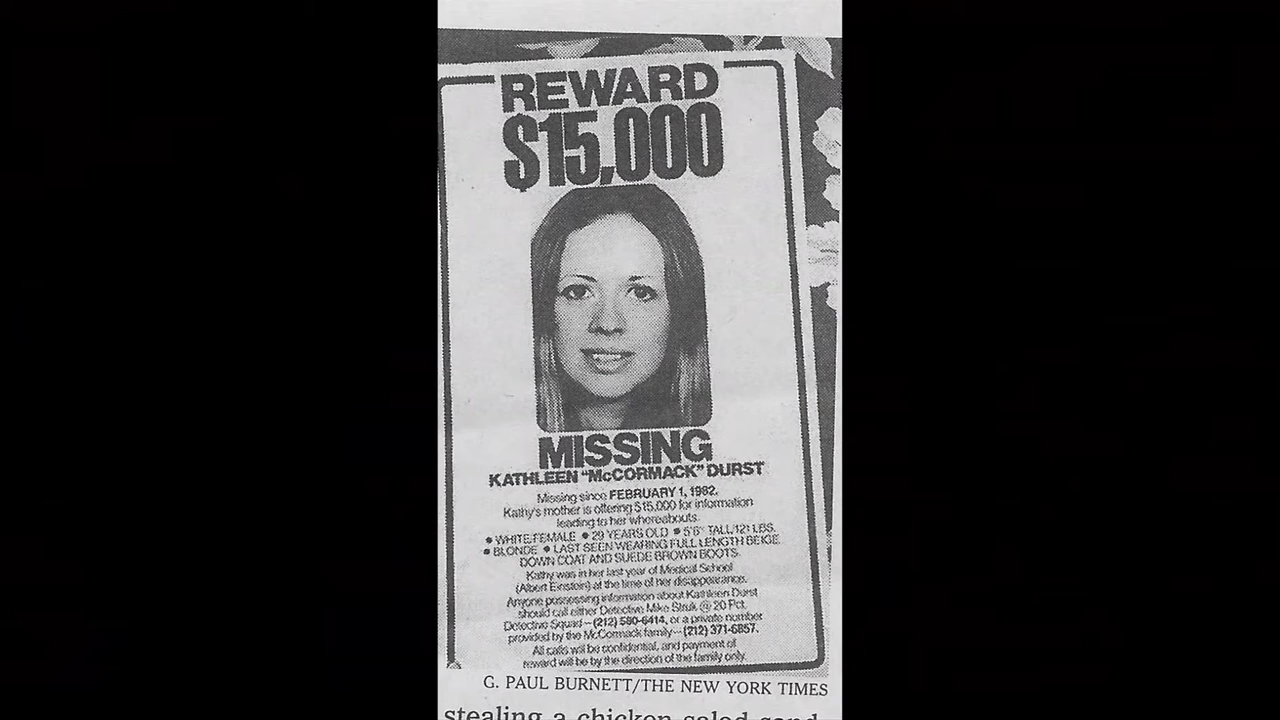 REWARD
$15,000
MISSING
KATHLEEN "McCORMACK" DURST
Missing since FEBRUARY 1, 1982.
Kathy's mother is offering $15,000 for information
leading to her whereabouts.
• WHITE/FEMALE • 29 YEARS OLD • 5'6" TALL/121 LBS.
• BLONDE • LAST SEEN WEARING FULL LENGTH BEIGE
DOWN COAT AND SUEDE BROWN BOOTS.
Kathy was in her last year of Medical School
(Albert Einstein) at the time of her disappearance.
Anyone possessing information about Kathleen Durst
should call either Detective Mike Struk @ 20 Pct.
Detective Squad—(212) 580-6414, or a private number
provided by the McCormack family—(212) 371-6857.
All calls will be confidential, and payment of
reward will be by the direction of the family only.
G. PAUL BURNETT/THE NEW YORK TIMES
stealing a chicken salad sand-